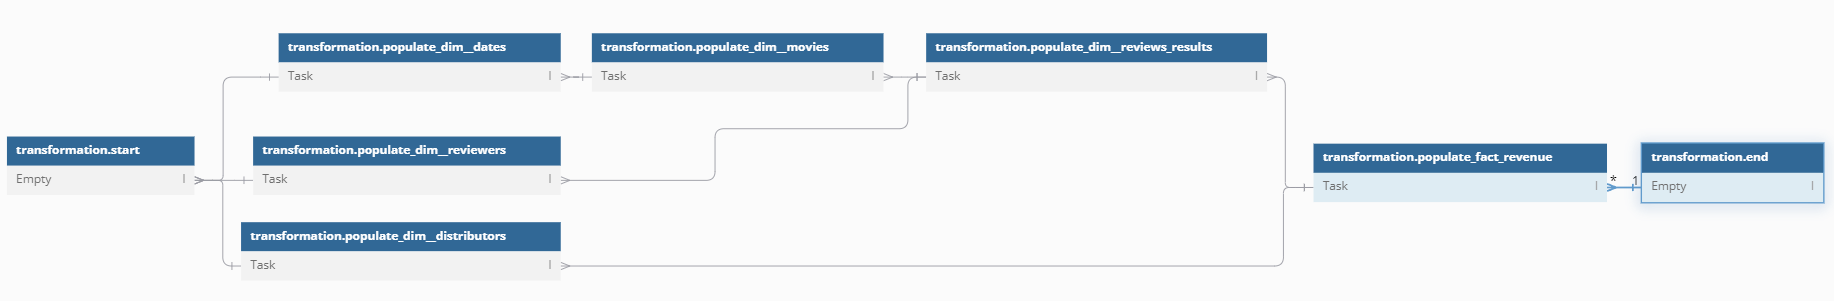 transformation.populate_dim__dates
Task I
transformation.populate_dim__movies
Task I
transformation.populate_dim__reviews_results
Task I
transformation.start
Empty I
transformation.populate_dim__reviewers
Task I
transformation.populate_dim__distributors
Task I
transformation.populate_fact_revenue
Task I
* 1
transformation.end
Empty I